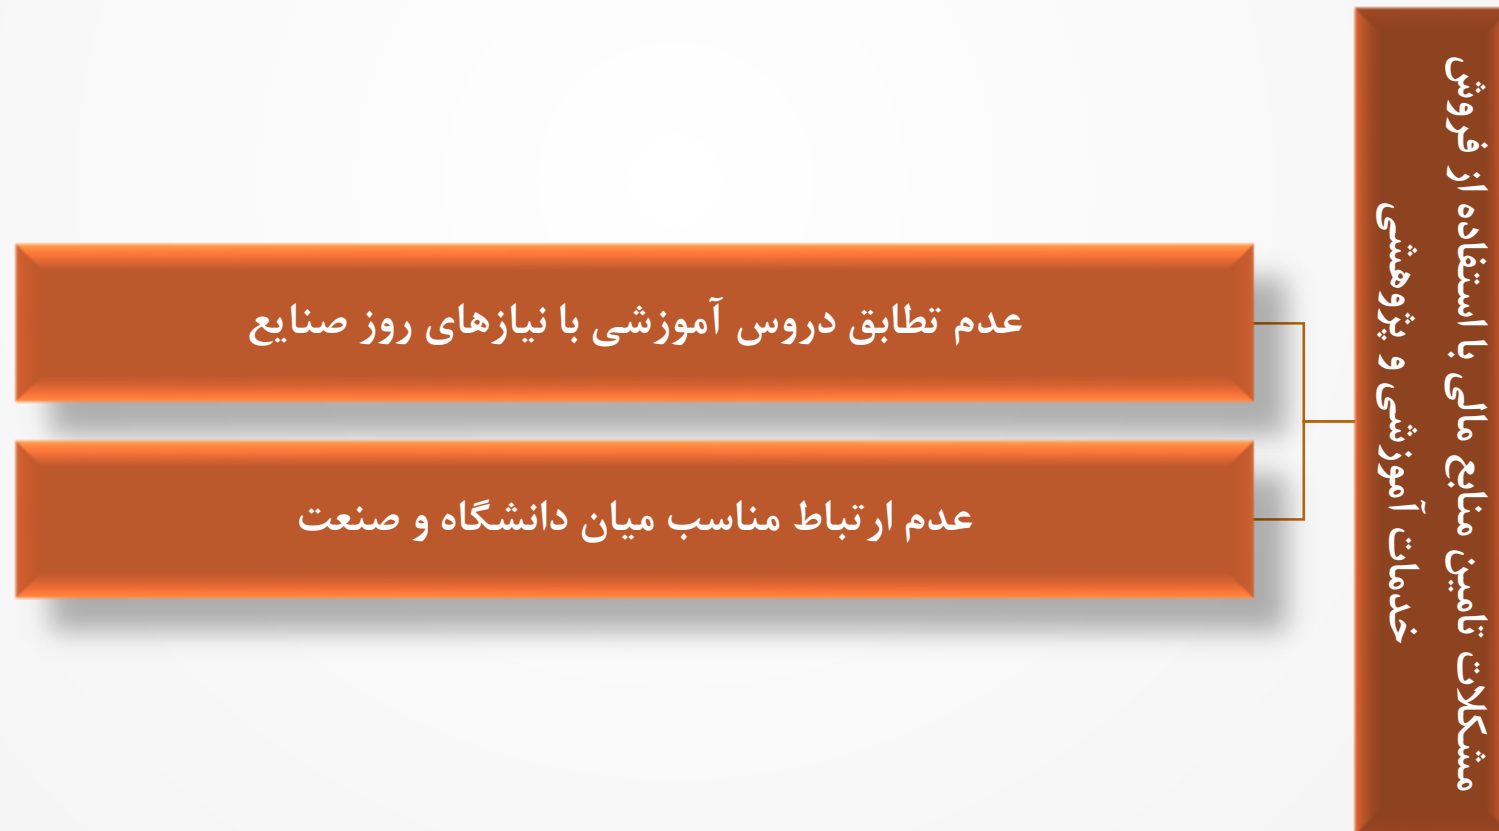 مشکلات تامین منابع مالی با استفاده از فروش
خدمات آموزشی و پژوهشی
عدم تطابق دروس آموزشی با نیازهای روز صنایع
عدم ارتباط مناسب میان دانشگاه و صنعت